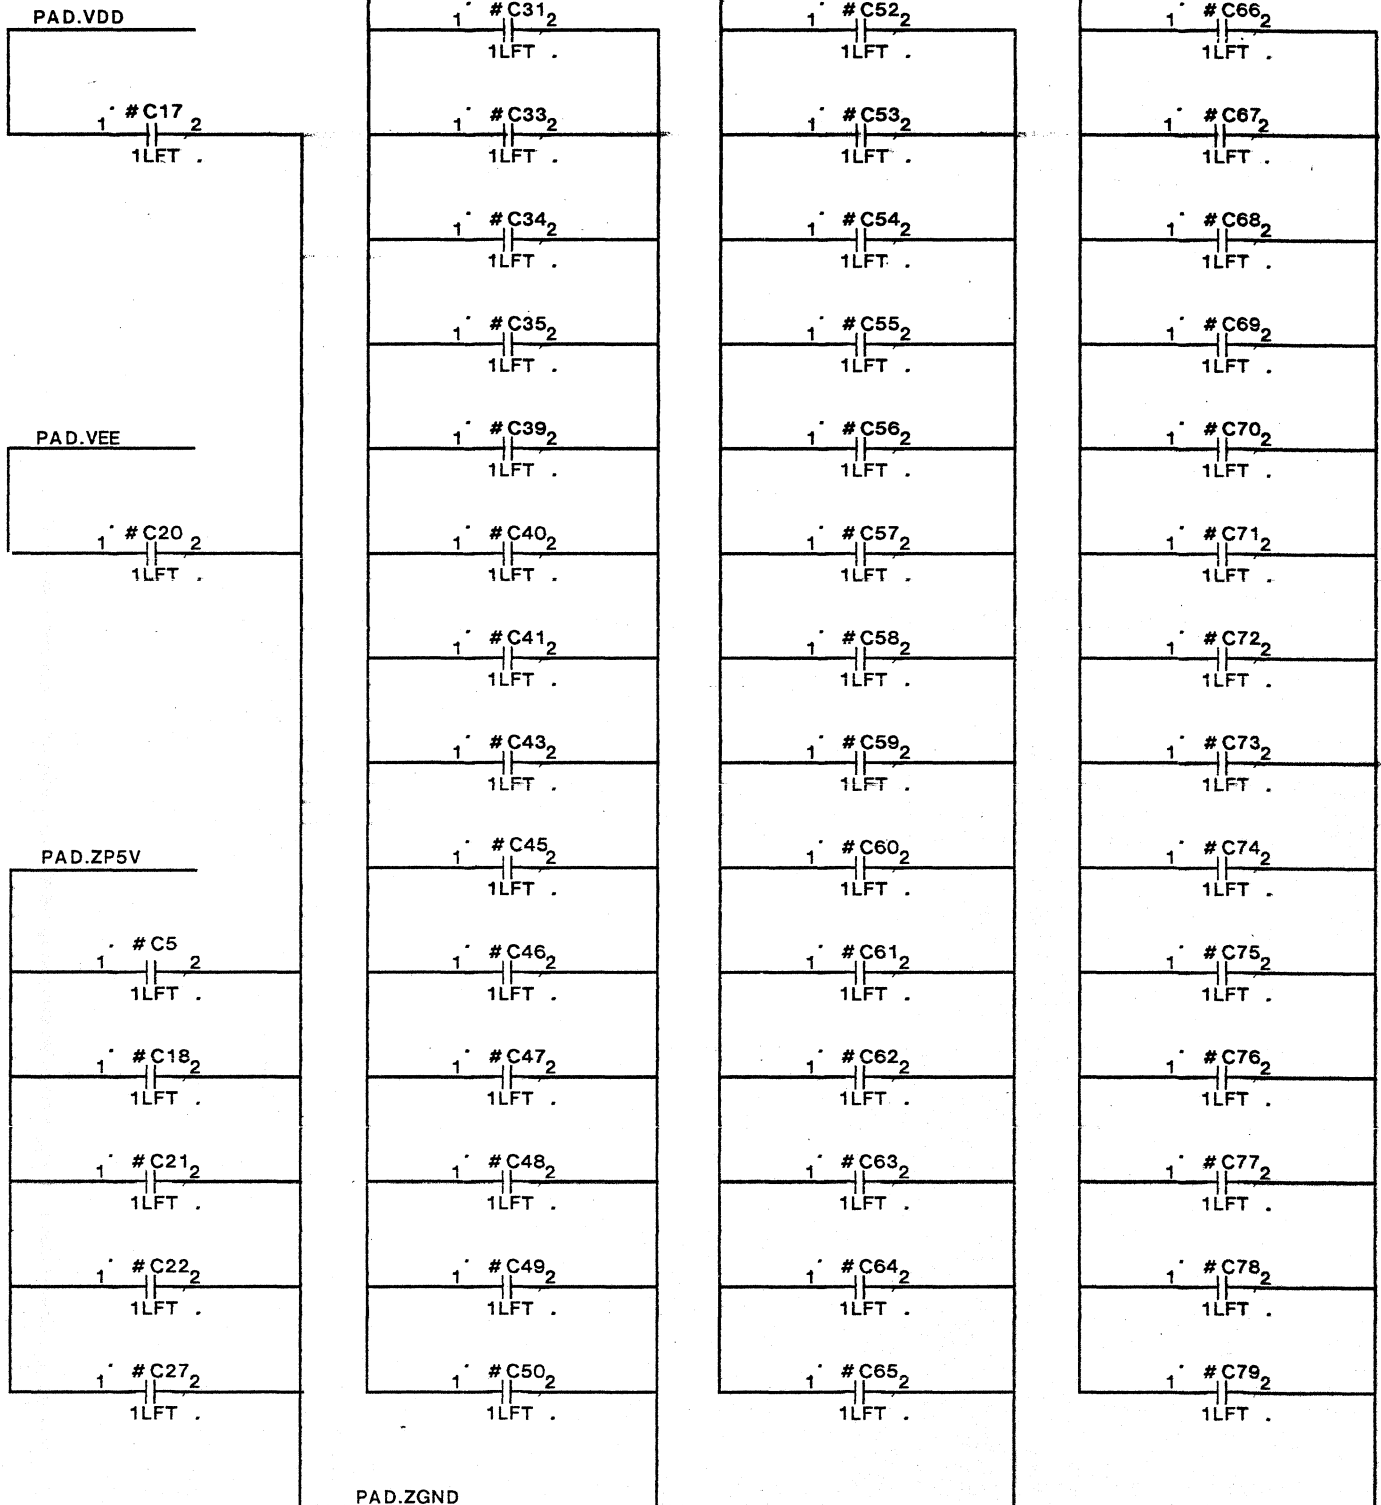 PAD.VDD
1 #C17 2
1LFT .
PAD.VEE
1 #C20 2
1LFT .
PAD.ZP5V
1 #C5 2
1LFT .
1 #C18 2
1LFT .
1 #C21 2
1LFT .
1 #C22 2
1LFT .
1 #C27 2
1LFT .
1 #C31 2
1LFT .
1 #C33 2
1LFT .
1 #C34 2
1LFT .
1 #C35 2
1LFT .
1 #C39 2
1LFT .
1 #C40 2
1LFT .
1 #C41 2
1LFT .
1 #C43 2
1LFT .
1 #C45 2
1LFT .
1 #C46 2
1LFT .
1 #C47 2
1LFT .
1 #C48 2
1LFT .
1 #C49 2
1LFT .
1 #C50 2
1LFT .
PAD.ZGND
1 #C52 2
1LFT .
1 #C53 2
1LFT .
1 #C54 2
1LFT .
1 #C55 2
1LFT .
1 #C56 2
1LFT .
1 #C57 2
1LFT .
1 #C58 2
1LFT .
1 #C59 2
1LFT .
1 #C60 2
1LFT .
1 #C61 2
1LFT .
1 #C62 2
1LFT .
1 #C63 2
1LFT .
1 #C64 2
1LFT .
1 #C65 2
1LFT .
1 #C66 2
1LFT .
1 #C67 2
1LFT .
1 #C68 2
1LFT .
1 #C69 2
1LFT .
1 #C70 2
1LFT .
1 #C71 2
1LFT .
1 #C72 2
1LFT .
1 #C73 2
1LFT .
1 #C74 2
1LFT .
1 #C75 2
1LFT .
1 #C76 2
1LFT .
1 #C77 2
1LFT .
1 #C78 2
1LFT .
1 #C79 2
1LFT .